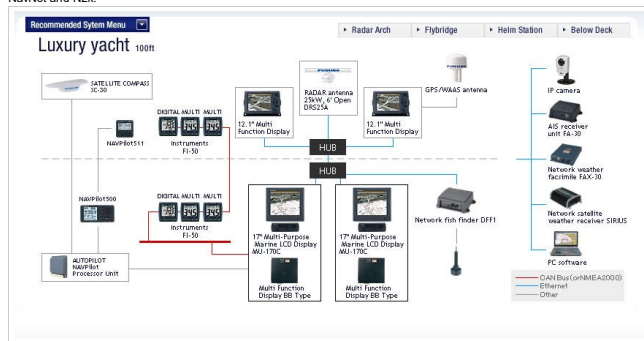 NavNet and N2k.
Recommended Sytem Menu
Radar Arch
Flybridge
Helm Station
Below Deck
Luxury yacht 100ft
SATELLITE COMPASS
SC-30
NAVPilot511
DIGITAL MULTI MULTI
instruments
FI-50
12.1" Multi
Function Display
FURUNO
RADAR antenna
25kW, 6' Open
DRS25A
12.1" Multi
Function Display
GPS/WAAS antenna
HUB
HUB
NAVPilot500
DIGITAL MULTI MULTI
instruments
FI-50
AUTOPILOT
NAVPilot
Processor Unit
17" Multi-Purpose
Marine LCD Display
MU-170C
Multi Function
Display BB Type
17" Multi-Purpose
Marine LCD Display
MU-170C
Multi Function
Display BB Type
Network fish finder DFF1
IP camera
AIS receiver
unit FA-30
Network weather
facsimile FAX-30
Network satellite
weather receiver SIRIUS
PC software
CAN Bus (orNMEA2000)
Ethernet
Other